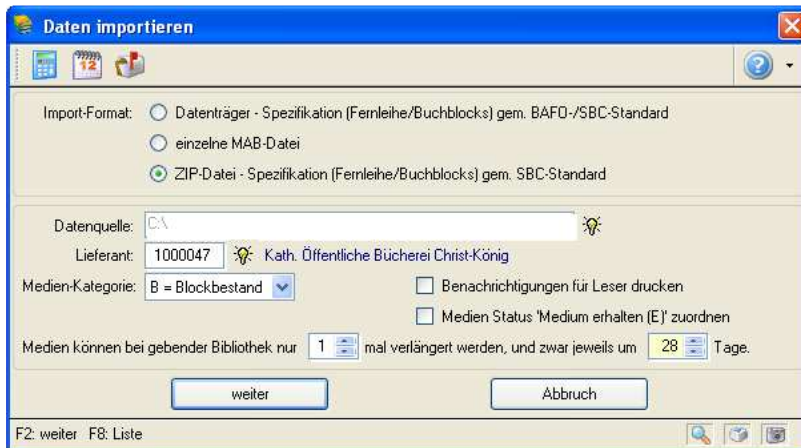 Daten importieren
12
Import-Format: Datenträger - Spezifikation (Fernleihe/Buchblocks) gem. BAFO-/SBC-Standard
einzelne MAB-Datei
ZIP-Datei - Spezifikation (Fernleihe/Buchblocks) gem. SBC-Standard
Datenquelle: C:\
Lieferant: 1000047 Kath. Öffentliche Bücherei Christ-König
Medien-Kategorie: B = Blockbestand Benachrichtigungen für Leser drucken
Medien Status 'Medium erhalten (E)' zuordnen
Medien können bei gebender Bibliothek nur 1 mal verlängert werden, und zwar jeweils um 28 Tage.
weiter Abbruch
F2: weiter F8: Liste